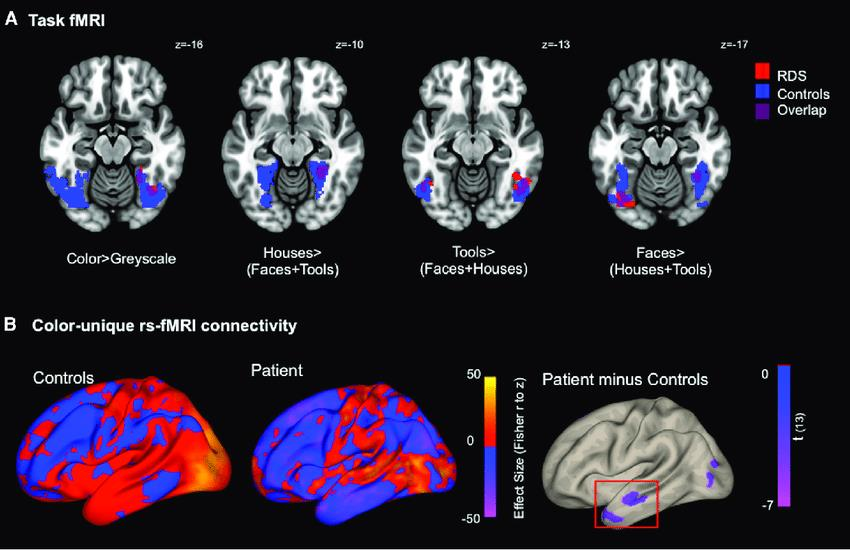 A Task fMRI
z=-16
z=-10
z=-13
z=-17
RDS
Controls
Overlap
Color>Greyscale
Houses>
(Faces+Tools)
Tools>
(Faces+Houses)
Faces>
(Houses+Tools)
B Color-unique rs-fMRI connectivity
Controls
Patient
50
0
-50
Effect Size (Fisher r to z)
Patient minus Controls
0
-7
t (13)